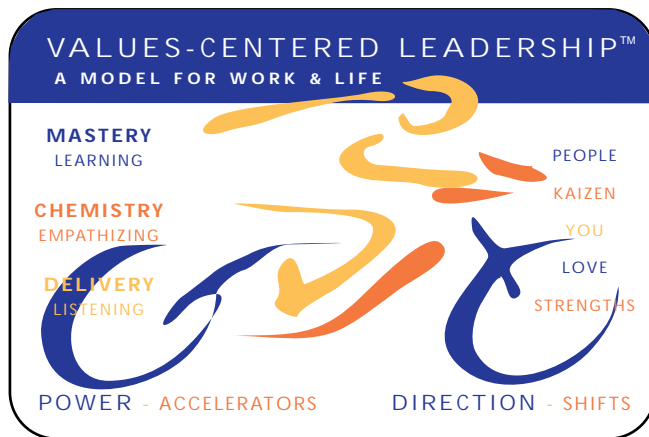 VALUES-CENTERED LEADERSHIP™
A MODEL FOR WORK & LIFE
MASTERY
LEARNING
CHEMISTRY
EMPATHIZING
DELIVERY
LISTENING
PEOPLE
KAIZEN
YOU
LOVE
STRENGTHS
POWER - ACCELERATORS
DIRECTION - SHIFTS